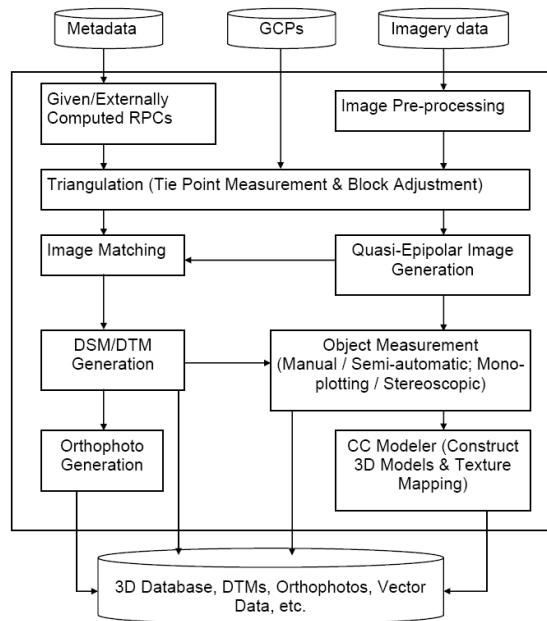 Metadata
GCPs
Imagery data
Given/Externally
Computed RPCs
Image Pre-processing
Triangulation (Tie Point Measurement & Block Adjustment)
Image Matching
Quasi-Epipolar Image
Generation
DSM/DTM
Generation
Object Measurement
(Manual / Semi-automatic; Mono-
plotting / Stereoscopic)
Orthophoto
Generation
CC Modeler (Construct
3D Models & Texture
Mapping)
3D Database, DTMs, Orthophotos, Vector
Data, etc.